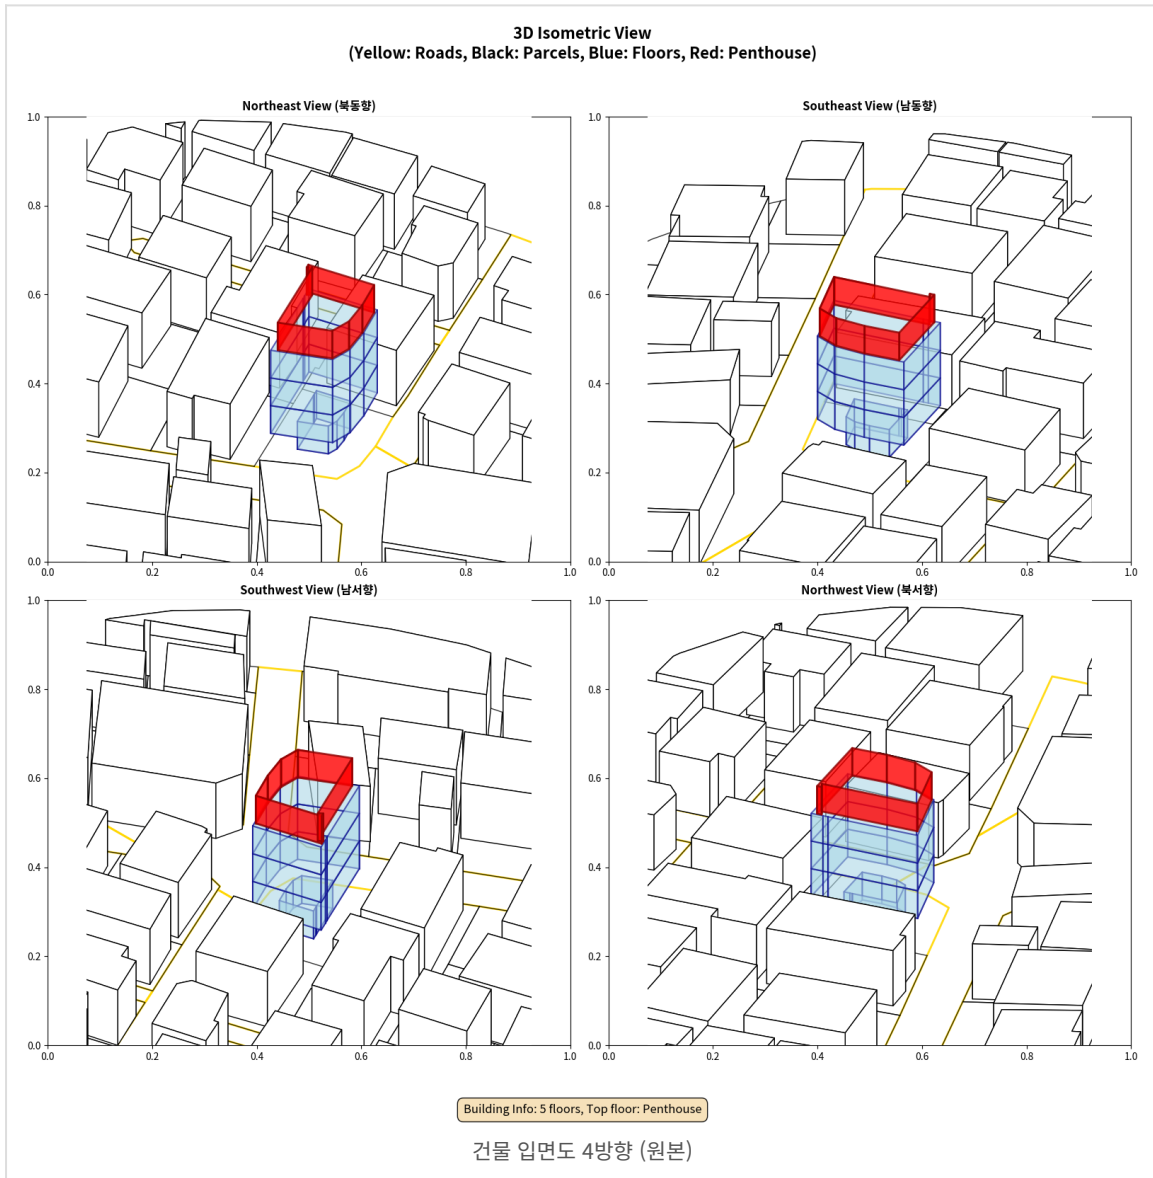 3D Isometric View
(Yellow: Roads, Black: Parcels, Blue: Floors, Red: Penthouse)
Northeast View (북동향)
1.0
0.8
0.6
0.4
0.2
0.0
0.0 0.2 0.4 0.6 0.8 1.0
Southeast View (남동향)
1.0
0.8
0.6
0.4
0.2
0.0
0.0 0.2 0.4 0.6 0.8 1.0
Southwest View (남서향)
1.0
0.8
0.6
0.4
0.2
0.0
0.0 0.2 0.4 0.6 0.8 1.0
Northwest View (북서향)
1.0
0.8
0.6
0.4
0.2
0.0
0.0 0.2 0.4 0.6 0.8 1.0
Building Info: 5 floors, Top floor: Penthouse
건물 입면도 4방향 (원본)